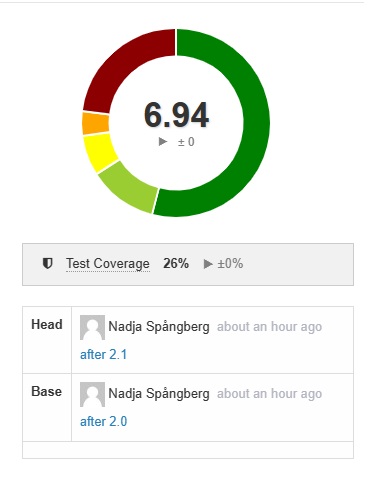 6.94
▶ ± 0
Test Coverage 26% ▶ ±0%
Head Nadja Spångberg about an hour ago
after 2.1
Base Nadja Spångberg about an hour ago
after 2.0